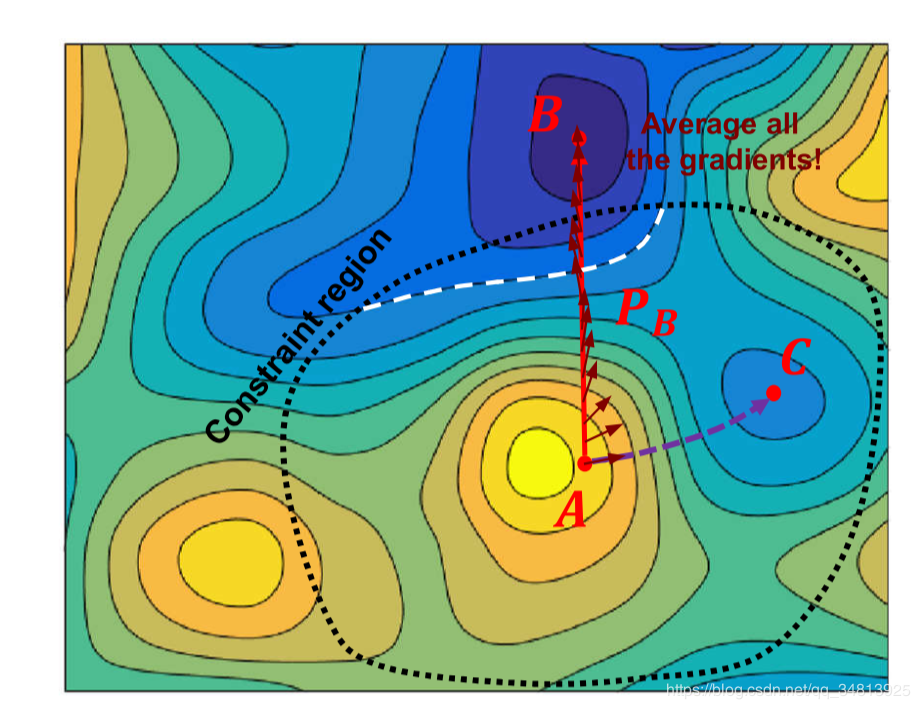 B
Average all
the gradients!
Constraint region
P B
C
A
https://blog.csdn.net/qq_34813925